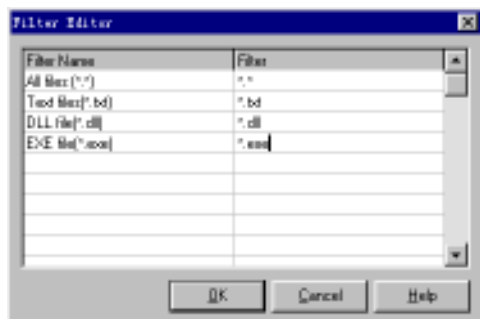 Filter Editor
Filter Name Filter
All files (*.*) *.*
Text files(*.txt) *.txt
DLL file(*.dll) *.dll
EXE file(*.exe) *.exe
OK Cancel Help